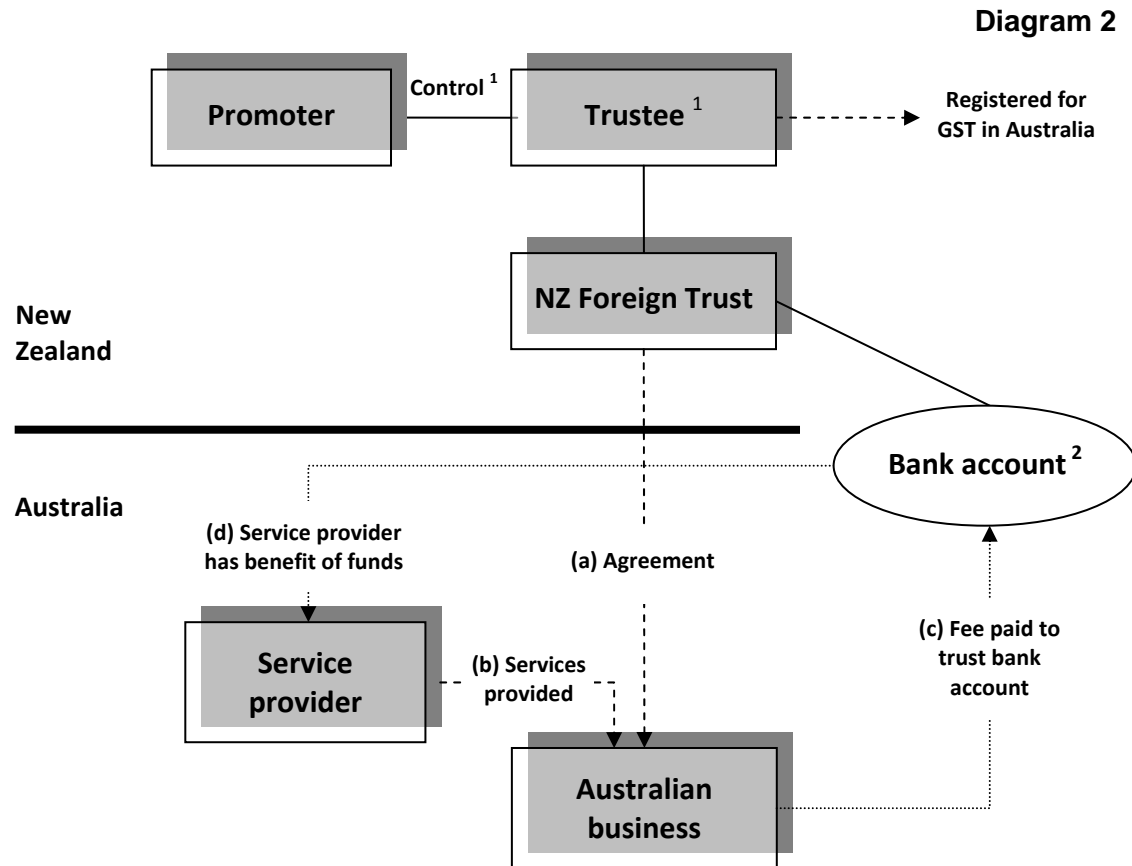 Diagram 2
Promoter
Control 1
Trustee 1
Registered for
GST in Australia
NZ Foreign Trust
New
Zealand
Bank account 2
Australia
(d) Service provider
has benefit of funds
(a) Agreement
(c) Fee paid to
trust bank
account
Service
provider
(b) Services
provided
Australian
business